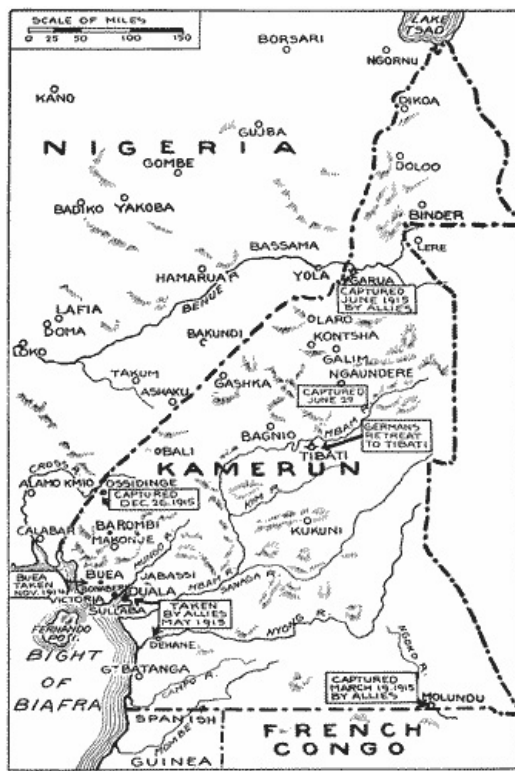 SCALE OF MILES
0 25 50 100 150
LAKE
TSAD
BORSARI
NGORNU
KANO
DIKOA
GUJBA
NIGERIA
GOMBE
DOLOO
BADIKO
YAKOBA
BINDER
BASSAMA
LERE
HAMARUA
YOLA
GARUA
CAPTURED
JUNE 1915
BY ALLIES
BENUE R.
LAFIA
DOMA
LARO
LOKO
BAKUNDI
KONTSHA
GALIM
TAKUM
GASHKA
NGAUNDERE
ASHAKU
CAPTURED
JUNE 29
MBAM R.
BAGNIO
GERMANS
RETREAT
TO TIBATI
BALI
TIBATI
KAMERUN
CROSS R.
ALAMO KMIO
OSSIDINGE
CAPTURED
DEC. 26, 1915
KIM R.
CALABAR
BAROMBI
MAKONJE
KUKUNI
MUNGO R.
BUEA
TAKEN
NOV. 1914
BUEA
JABASSI
MBAM R.
SANAGA R.
VICTORIA
DUALA
SULLABA
TAKEN
BY ALLIES
MAY 1915
FERNANDO
PO
NYONG R.
DEHANE
NGOKO R.
BIGHT
OF
BIAFRA
GT BATANGA
CAMPO R.
CAPTURED
MARCH 19, 1915
BY ALLIES
MOLUNDU
SPANISH
GUINEA
FRENCH
CONGO